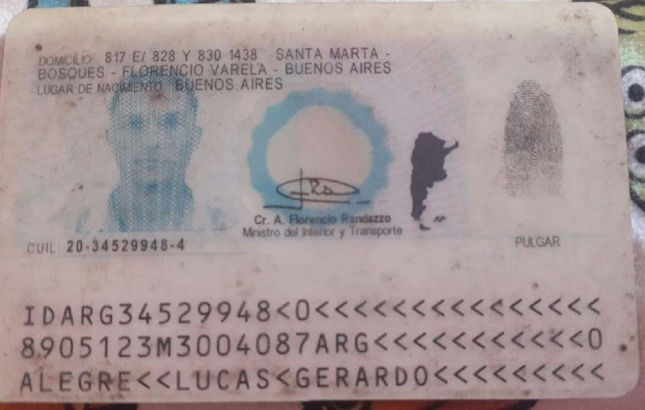 DOMICILIO: 817 E/ 828 Y 830 1438 SANTA MARTA -
BOSQUES - FLORENCIO VARELA - BUENOS AIRES
LUGAR DE NACIMIENTO: BUENOS AIRES
Cr. A. Florencio Randazzo
Ministro del Interior y Transporte
CUIL: 20-34529948-4
PULGAR
IDARG34529948<0<<<<<<<<<<<<<<<
8905123M3004087ARG<<<<<<<<<<<0
ALEGRE<<LUCAS<GERARDO<<<<<<<<<